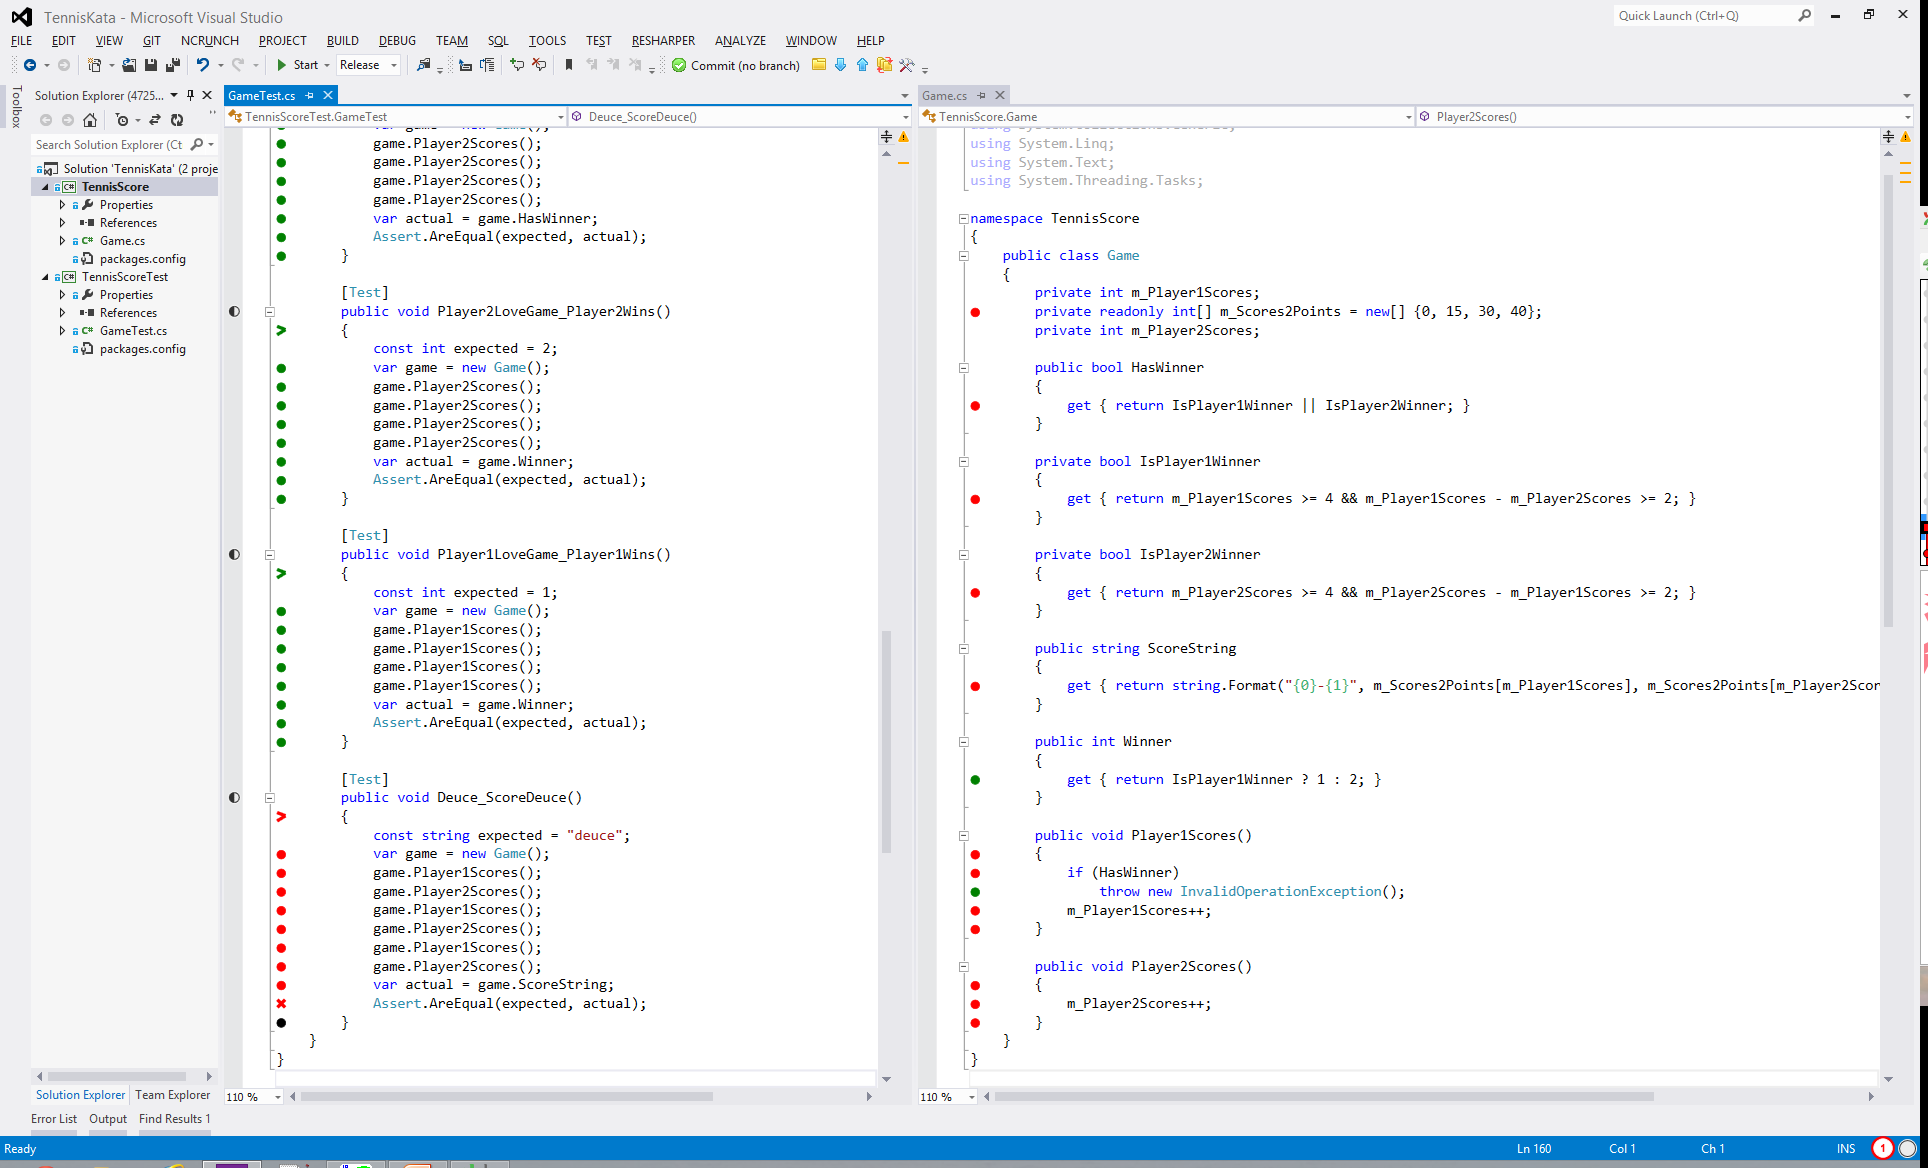 TennisKata - Microsoft Visual Studio
Quick Launch (Ctrl+Q)
FILE EDIT VIEW GIT NCRUNCH PROJECT BUILD DEBUG TEAM SQL TOOLS TEST RESHARPER ANALYZE WINDOW HELP
Start Release Commit (no branch)
Toolbox
Solution Explorer (4725...
Search Solution Explorer (Ct
Solution 'TennisKata' (2 proje
C# TennisScore
Properties
References
C# Game.cs
packages.config
C# TennisScoreTest
Properties
References
C# GameTest.cs
packages.config
Solution Explorer Team Explorer
Error List Output Find Results 1
GameTest.cs
TennisScoreTest.GameTest Deuce_ScoreDeuce()
var game = new Game();
game.Player2Scores();
game.Player2Scores();
game.Player2Scores();
game.Player2Scores();
var actual = game.HasWinner;
Assert.AreEqual(expected, actual);
}
[Test]
public void Player2LoveGame_Player2Wins()
{
const int expected = 2;
var game = new Game();
game.Player2Scores();
game.Player2Scores();
game.Player2Scores();
game.Player2Scores();
var actual = game.Winner;
Assert.AreEqual(expected, actual);
}
[Test]
public void Player1LoveGame_Player1Wins()
{
const int expected = 1;
var game = new Game();
game.Player1Scores();
game.Player1Scores();
game.Player1Scores();
game.Player1Scores();
var actual = game.Winner;
Assert.AreEqual(expected, actual);
}
[Test]
public void Deuce_ScoreDeuce()
{
const string expected = "deuce";
var game = new Game();
game.Player1Scores();
game.Player2Scores();
game.Player1Scores();
game.Player2Scores();
game.Player1Scores();
game.Player2Scores();
var actual = game.ScoreString;
Assert.AreEqual(expected, actual);
}
}
}
110 %
Game.cs
TennisScore.Game Player2Scores()
using System.Collections.Generic;
using System.Linq;
using System.Text;
using System.Threading.Tasks;
namespace TennisScore
{
public class Game
{
private int m_Player1Scores;
private readonly int[] m_Scores2Points = new[] {0, 15, 30, 40};
private int m_Player2Scores;
public bool HasWinner
{
get { return IsPlayer1Winner || IsPlayer2Winner; }
}
private bool IsPlayer1Winner
{
get { return m_Player1Scores >= 4 && m_Player1Scores - m_Player2Scores >= 2; }
}
private bool IsPlayer2Winner
{
get { return m_Player2Scores >= 4 && m_Player2Scores - m_Player1Scores >= 2; }
}
public string ScoreString
{
get { return string.Format("{0}-{1}", m_Scores2Points[m_Player1Scores], m_Scores2Points[m_Player2Scor
}
public int Winner
{
get { return IsPlayer1Winner ? 1 : 2; }
}
public void Player1Scores()
{
if (HasWinner)
throw new InvalidOperationException();
m_Player1Scores++;
}
public void Player2Scores()
{
m_Player2Scores++;
}
}
}
110 %
Ready Ln 160 Col 1 Ch 1 INS 1